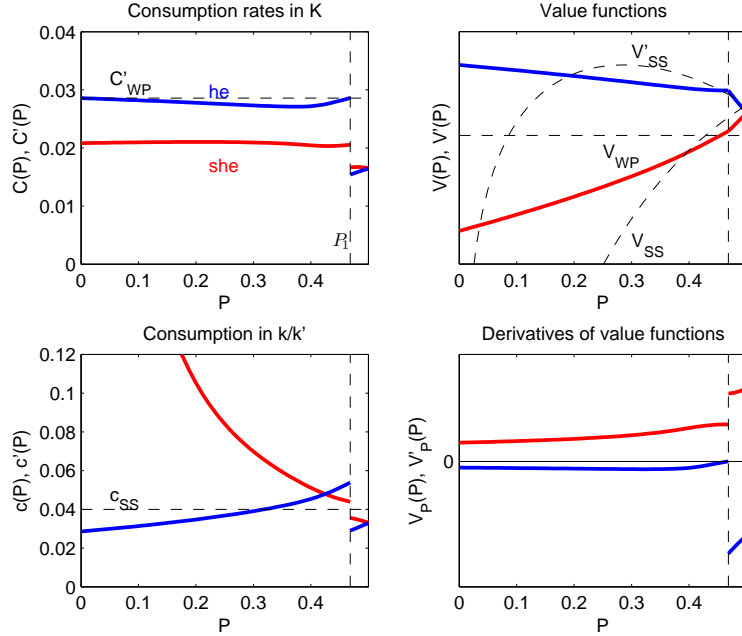 Consumption rates in K
C(P), C'(P)
0.04
0.03
0.02
0.01
0
C'WP
he
she
P1
0 0.1 0.2 0.3 0.4
P
Value functions
V(P), V'(P)
V'SS
VWP
VSS
0 0.1 0.2 0.3 0.4
P
Consumption in k/k'
c(P), c'(P)
0.12
0.1
0.08
0.06
0.04
0.02
0
cSS
0 0.1 0.2 0.3 0.4
P
Derivatives of value functions
VP(P), V'P(P)
0
0 0.1 0.2 0.3 0.4
P